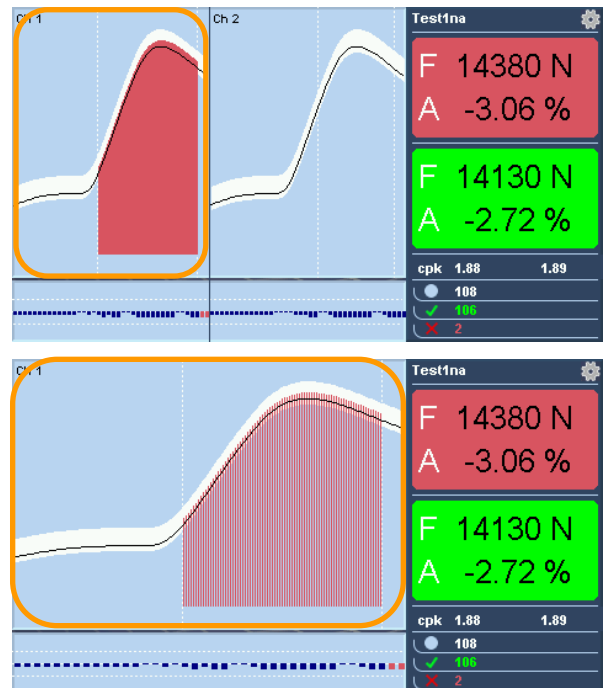 Ch 1 Ch 2 Test1na
F 14380 N
A -3.06 %
F 14130 N
A -2.72 %
cpk 1.88 1.89
108
106
2
Ch 1 Test1na
F 14380 N
A -3.06 %
F 14130 N
A -2.72 %
cpk 1.88 1.89
108
106
2